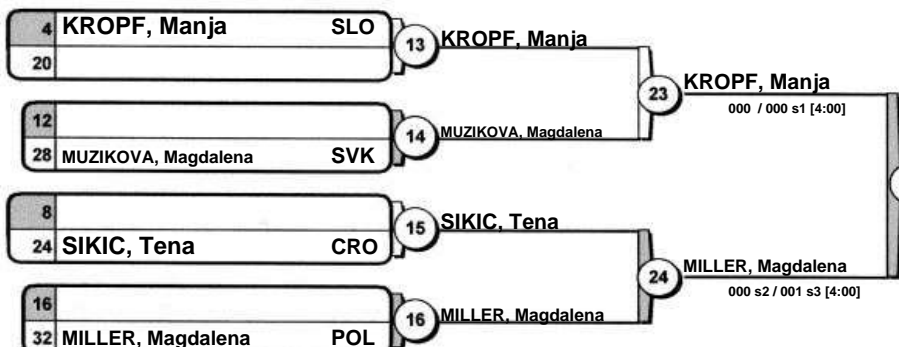 4 KROPF, Manja SLO
20
13 KROPF, Manja
12
28 MUZIKOVA, Magdalena SVK
14 MUZIKOVA, Magdalena
23 KROPF, Manja
000 / 000 s1 [4:00]
8
24 SIKIC, Tena CRO
15 SIKIC, Tena
16
32 MILLER, Magdalena POL
16 MILLER, Magdalena
24 MILLER, Magdalena
000 s2 / 001 s3 [4:00]